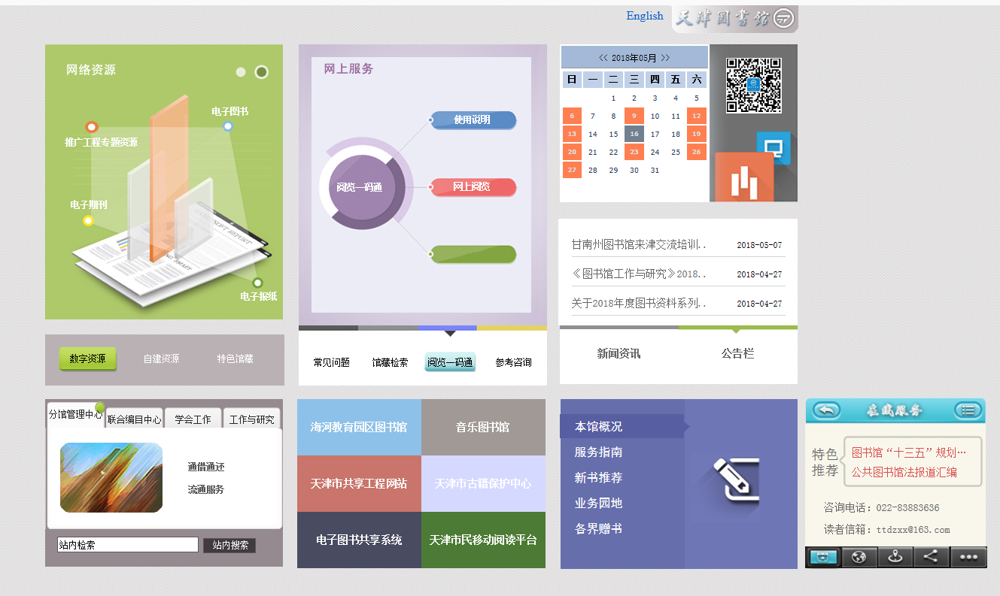 English
天津圖書館
网络资源
电子图书
推广工程专题资源
电子期刊
电子报纸
数字资源
自建资源
特色馆藏
网上服务
使用说明
阅览一码通
网上阅览
常见问题
馆藏检索
阅览一码通
参考咨询
<< 2018年05月 >>
日 一 二 三 四 五 六
1 2 3 4 5
6 7 8 9 10 11 12
13 14 15 16 17 18 19
20 21 22 23 24 25 26
27 28 29 30 31
甘南州图书馆来津交流培训.. 2018-05-07
《图书馆工作与研究》2018.. 2018-04-27
关于2018年度图书资料系列.. 2018-04-27
新闻资讯
公告栏
分馆管理中心
联合编目中心
学会工作
工作与研究
通借通还
流通服务
站内检索
站内搜索
海河教育园区图书馆
音乐图书馆
天津市共享工程网站
天津市古籍保护中心
电子图书共享系统
天津市民移动阅读平台
本馆概况
服务指南
新书推荐
业务园地
各界赠书
特色
推荐
图书馆“十三五”规划…
公共图书馆法报道汇编
咨询电话：022-83883636
读者信箱：ttdzxx@163.com